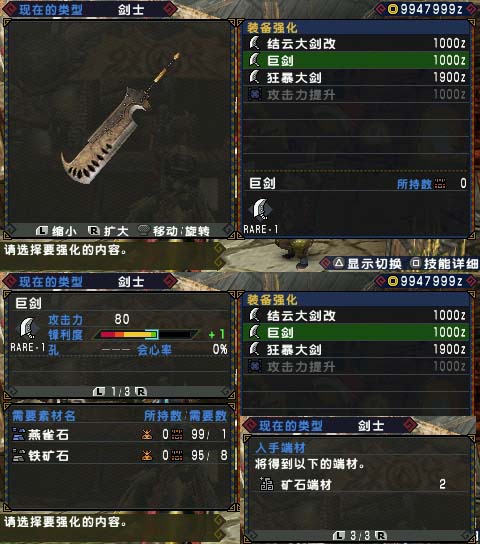 现在的类型 剑士
9947999z
装备强化
结云大剑改 1000z
巨剑 1000z
狂暴大剑 1900z
攻击力提升 1000z
巨剑 所持数 0
RARE-1
L 缩小 R 扩大 移动/旋转
请选择要强化的内容。
△显示切换 □技能详细
现在的类型 剑士
9947999z
巨剑
RARE-1
攻击力 80
锋利度 +1
孔 --- 会心率 0%
L 1/3 R
装备强化
结云大剑改 1000z
巨剑 1000z
狂暴大剑 1900z
攻击力提升 1000z
需要素材名 所持数/需要数
燕雀石 0 99/ 1
铁矿石 0 95/ 8
请选择要强化的内容。
现在的类型 剑士
入手端材
将得到以下的端材。
矿石端材 2
L 3/3 R